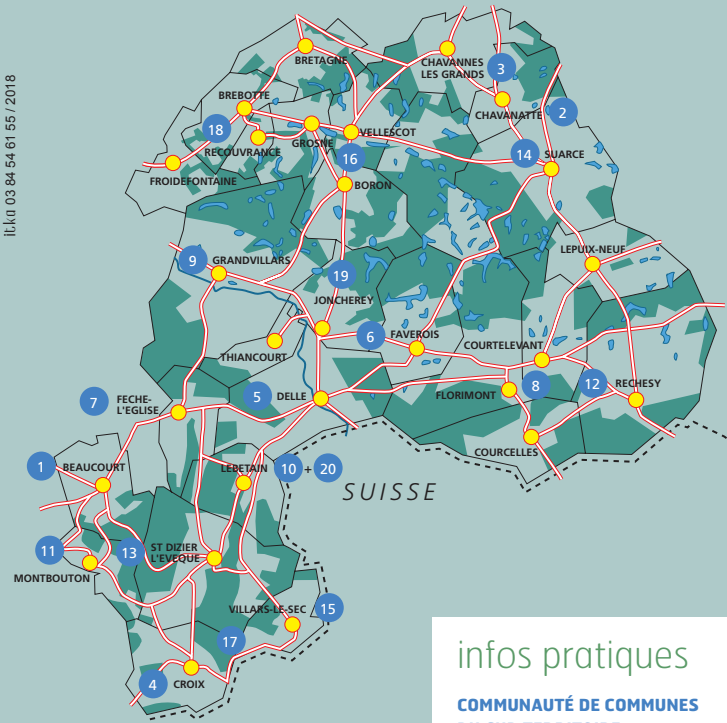 it.ka 03 84 54 61 55 / 2018
BRETAGNE
CHAVANNES
LES GRANDS
3
BREBOTTE
CHAVANATTE
2
18
GROSNE
VELLESCOT
RECOUVRANCE
16
14
SUARCE
FROIDEFONTAINE
BORON
9
GRANDVILLARS
LEPUIX-NEUF
19
JONCHEREY
6
FAVEROIS
THIANCOURT
COURTELEVANT
7
FECHE-
L'EGLISE
5
DELLE
FLORIMONT
8
12
RECHESY
COURCELLES
1
BEAUCOURT
LEBETAIN
10 + 20
SUISSE
11
13
ST DIZIER
L'EVEQUE
MONTBOUTON
VILLARS-LE-SEC
15
17
4
CROIX
infos pratiques
COMMUNAUTÉ DE COMMUNES